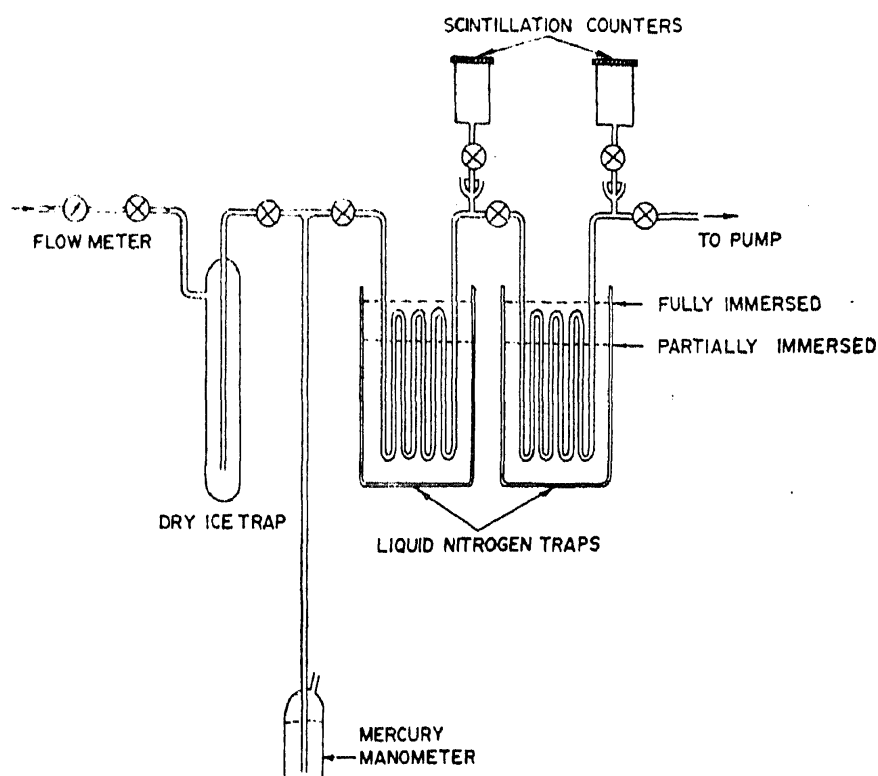 SCINTILLATION COUNTERS
FLOW METER
TO PUMP
FULLY IMMERSED
PARTIALLY IMMERSED
DRY ICE TRAP
LIQUID NITROGEN TRAPS
MERCURY
MANOMETER